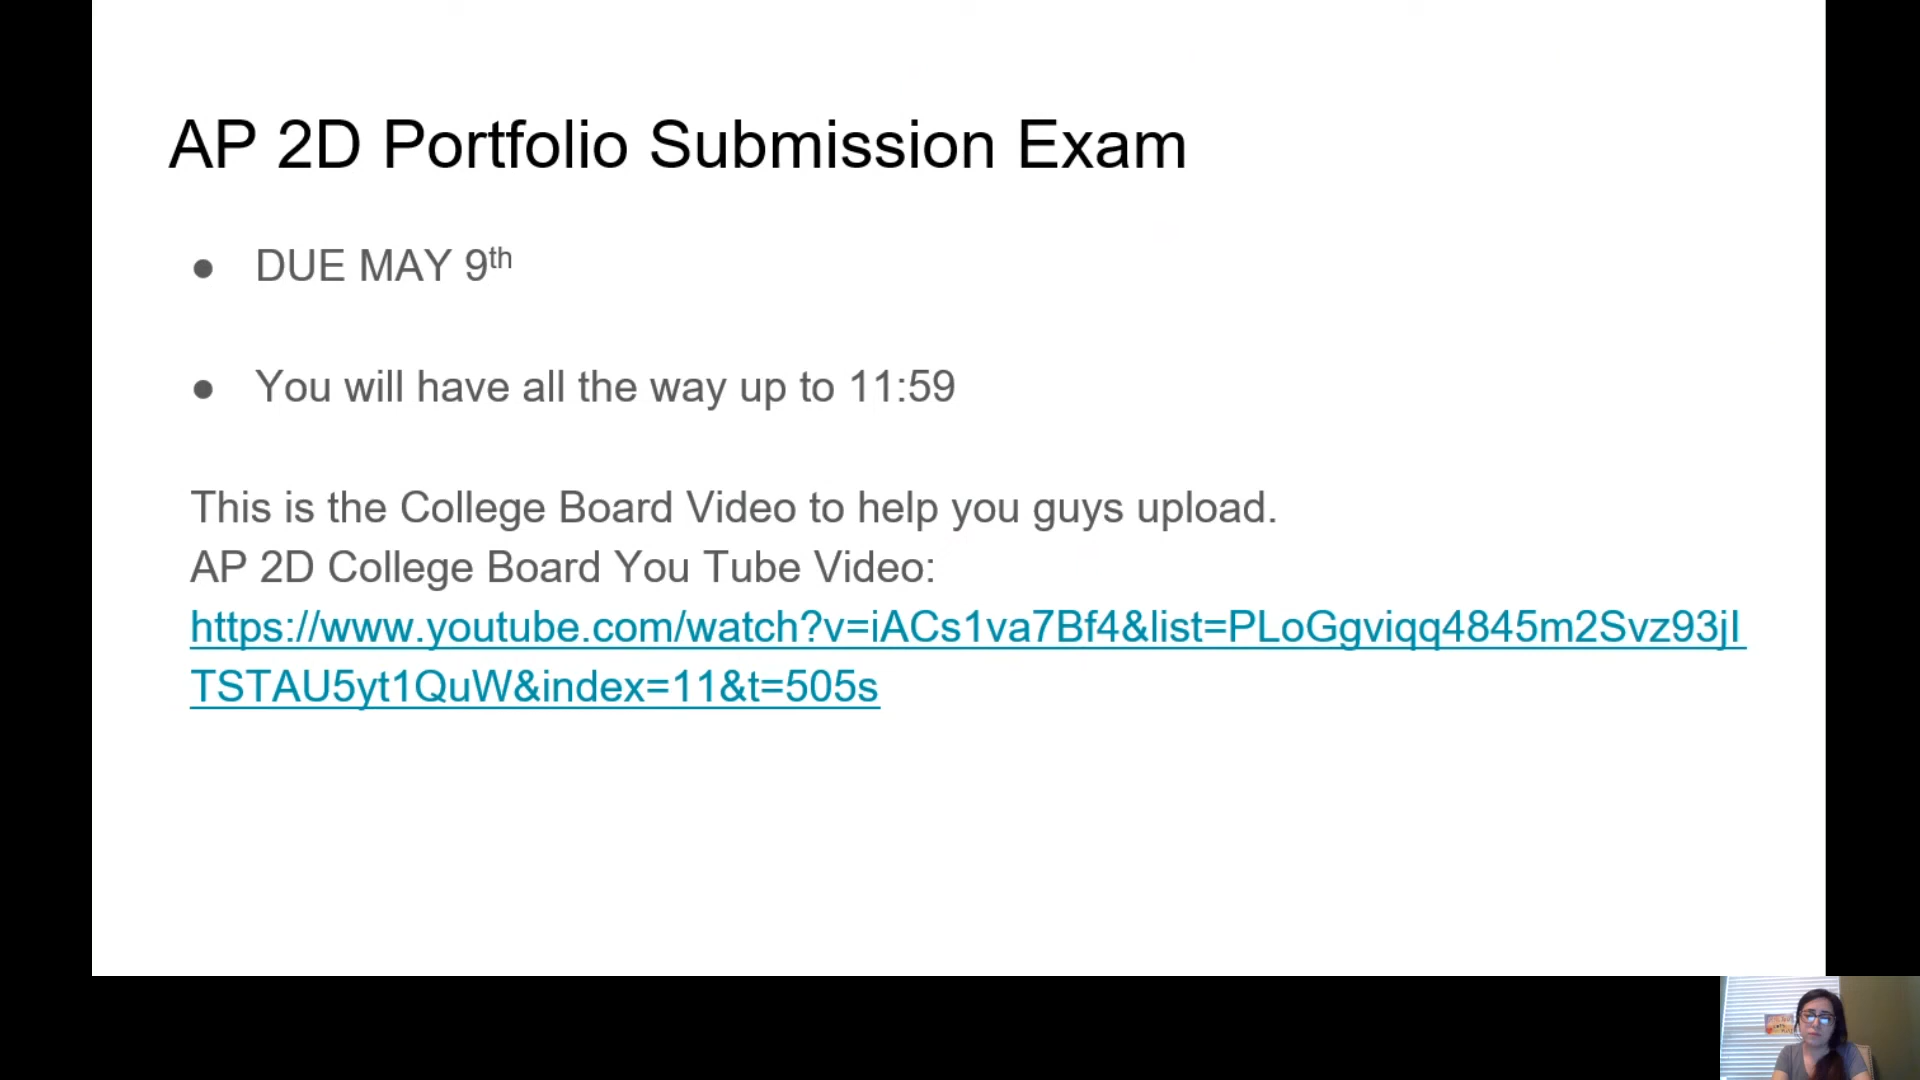 AP 2D Portfolio Submission Exam
● DUE MAY 9th
● You will have all the way up to 11:59
This is the College Board Video to help you guys upload.
AP 2D College Board You Tube Video:
https://www.youtube.com/watch?v=iACs1va7Bf4&list=PLoGgviqq4845m2Svz93jI
TSTAU5yt1QuW&index=11&t=505s